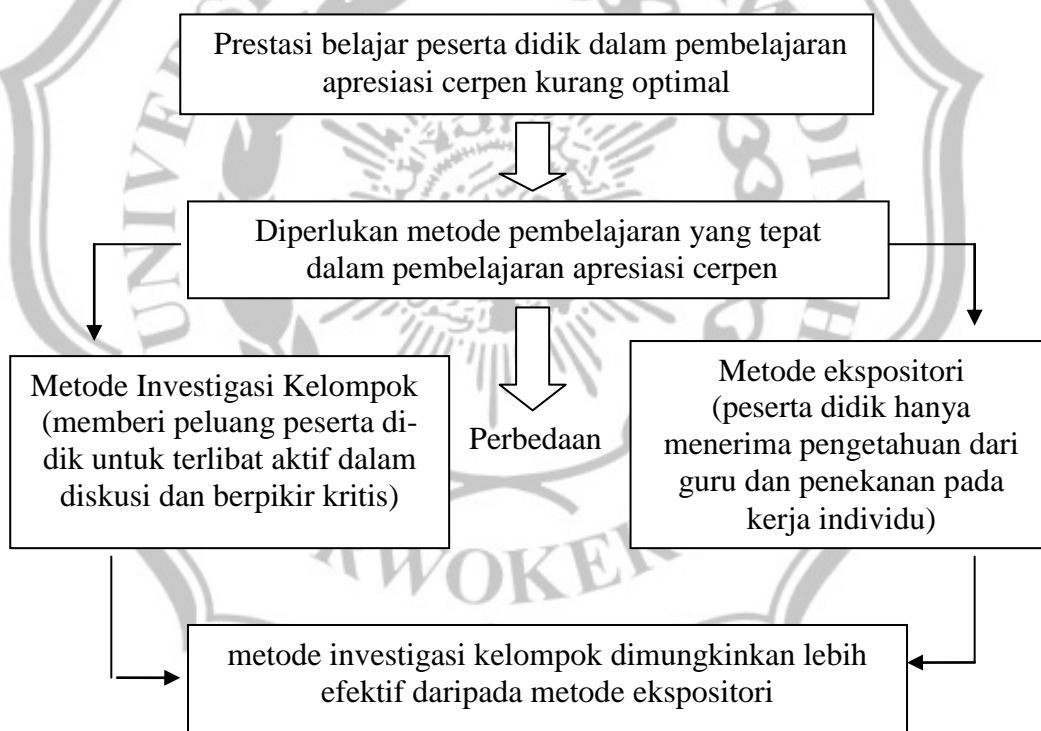 Prestasi belajar peserta didik dalam pembelajaran
apresiasi cerpen kurang optimal
Diperlukan metode pembelajaran yang tepat
dalam pembelajaran apresiasi cerpen
Metode Investigasi Kelompok
(memberi peluang peserta di-
dik untuk terlibat aktif dalam
diskusi dan berpikir kritis)
Perbedaan
Metode ekspositori
(peserta didik hanya
menerima pengetahuan dari
guru dan penekanan pada
kerja individu)
metode investigasi kelompok dimungkinkan lebih
efektif daripada metode ekspositori